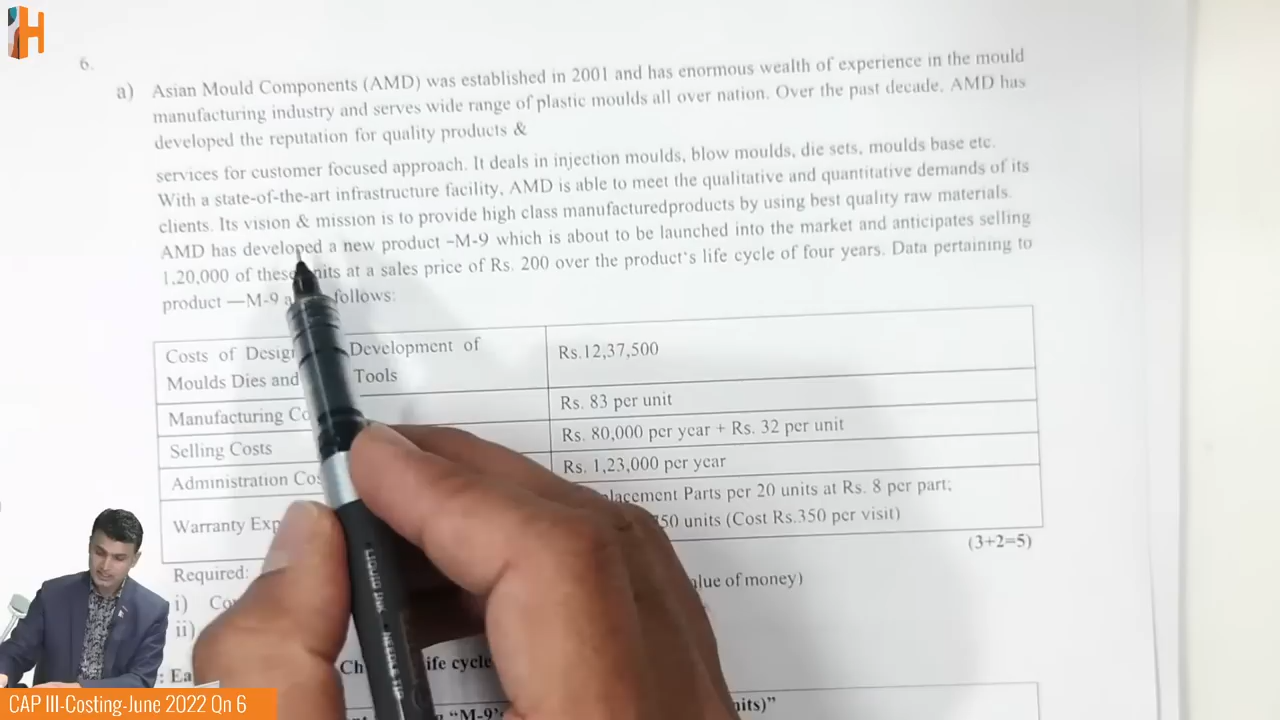 H
6.
a) Asian Mould Components (AMD) was established in 2001 and has enormous wealth of experience in the mould
manufacturing industry and serves wide range of plastic moulds all over nation. Over the past decade, AMD has
developed the reputation for quality products &
services for customer focused approach. It deals in injection moulds, blow moulds, die sets, moulds base etc.
With a state-of-the-art infrastructure facility, AMD is able to meet the qualitative and quantitative demands of its
clients. Its vision & mission is to provide high class manufacturedproducts by using best quality raw materials.
AMD has developed a new product –M-9 which is about to be launched into the market and anticipates selling
1,20,000 of these units at a sales price of Rs. 200 over the product's life cycle of four years. Data pertaining to
product —M-9 a follows:
Costs of Design Development of
Moulds Dies and Tools
Rs.12,37,500
Manufacturing Co
Rs. 83 per unit
Selling Costs
Rs. 80,000 per year + Rs. 32 per unit
Administration Cos
Rs. 1,23,000 per year
Warranty Exp
lacement Parts per 20 units at Rs. 8 per part;
50 units (Cost Rs.350 per visit)
(3+2=5)
Required:
i) Co lue of money)
ii)
: Ea Ch ife cycle
"M-9' nits)"
LIQUID INK
NEEDLE TIP
CAP III-Costing-June 2022 Qn 6